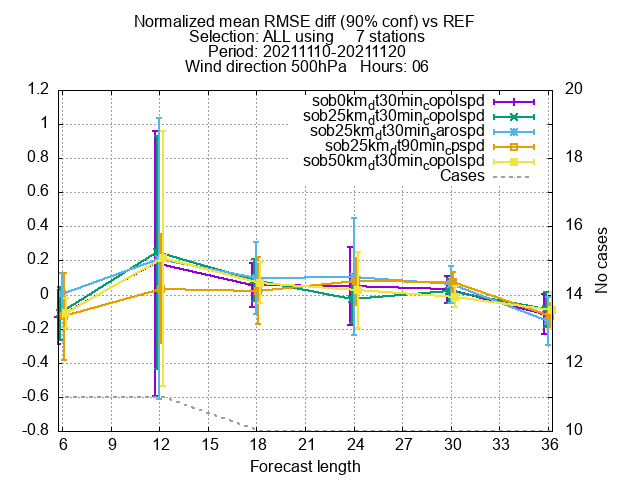 Normalized mean RMSE diff (90% conf) vs REF
Selection: ALL using 7 stations
Period: 20211110-20211120
Wind direction 500hPa Hours: 06
1.2
1
0.8
0.6
0.4
0.2
0
-0.2
-0.4
-0.6
-0.8
20
18
16
14
12
10
No cases
sob0km_dt30min_copolspd
sob25km_dt30min_copolspd
sob25km_dt30min_sarospd
sob25km_dt90min_cpspd
sob50km_dt30min_copolspd
Cases
6 9 12 15 18 21 24 27 30 33 36
Forecast length